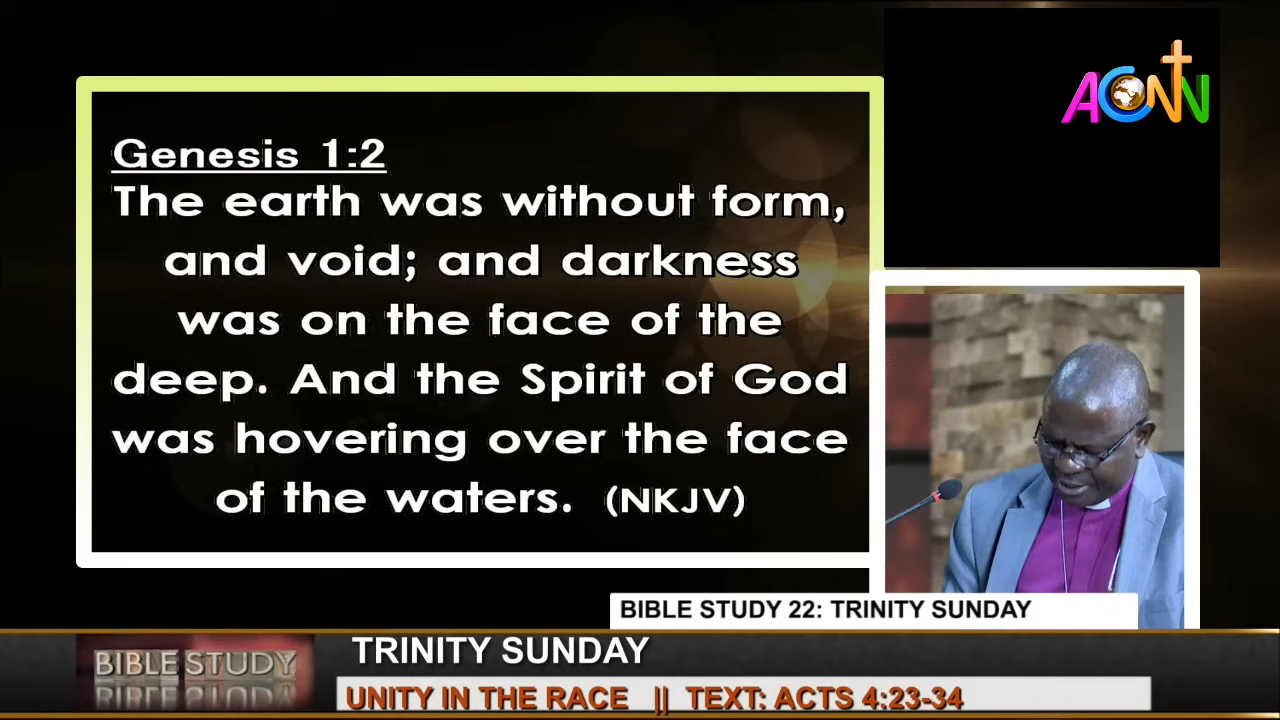 ACNN
Genesis 1:2
The earth was without form,
and void; and darkness
was on the face of the
deep. And the Spirit of God
was hovering over the face
of the waters. (NKJV)
BIBLE STUDY 22: TRINITY SUNDAY
TRINITY SUNDAY
BIBLE STUDY
UNITY IN THE RACE || TEXT: ACTS 4:23-34